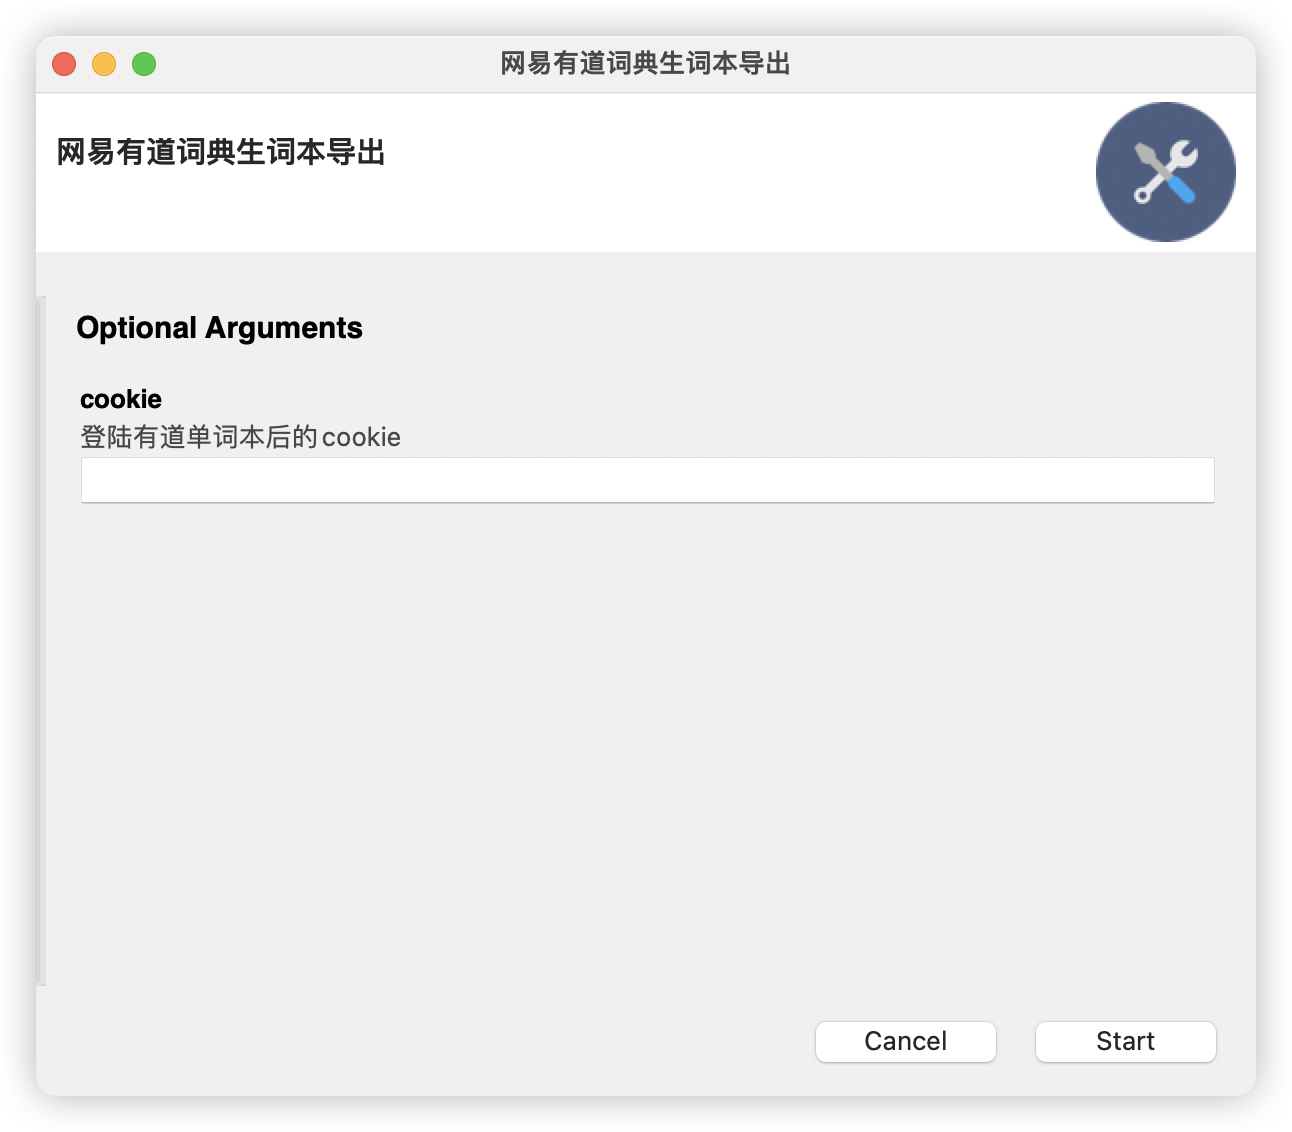 网易有道词典生词本导出
网易有道词典生词本导出
Optional Arguments
cookie
登陆有道单词本后的cookie
Cancel
Start